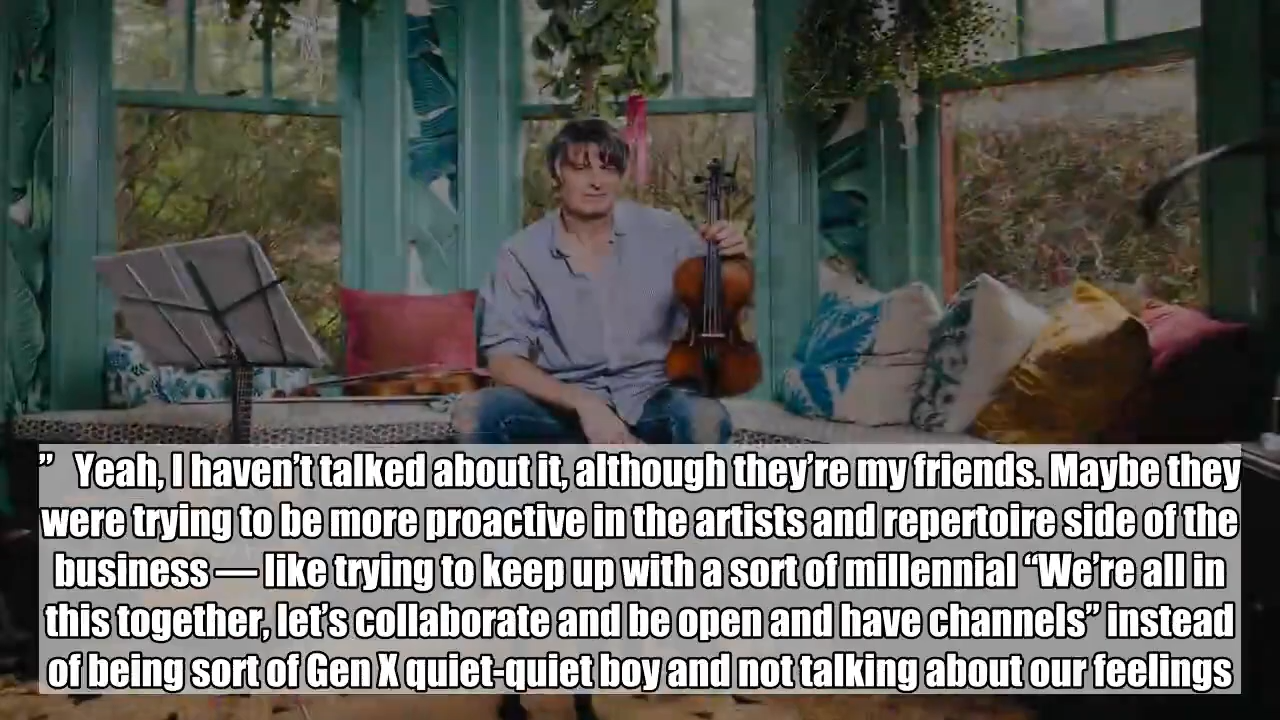 ”   Yeah, I haven’t talked about it, although they’re my friends. Maybe they
were trying to be more proactive in the artists and repertoire side of the
business — like trying to keep up with a sort of millennial “We’re all in
this together, let’s collaborate and be open and have channels” instead
of being sort of Gen X quiet-quiet boy and not talking about our feelings